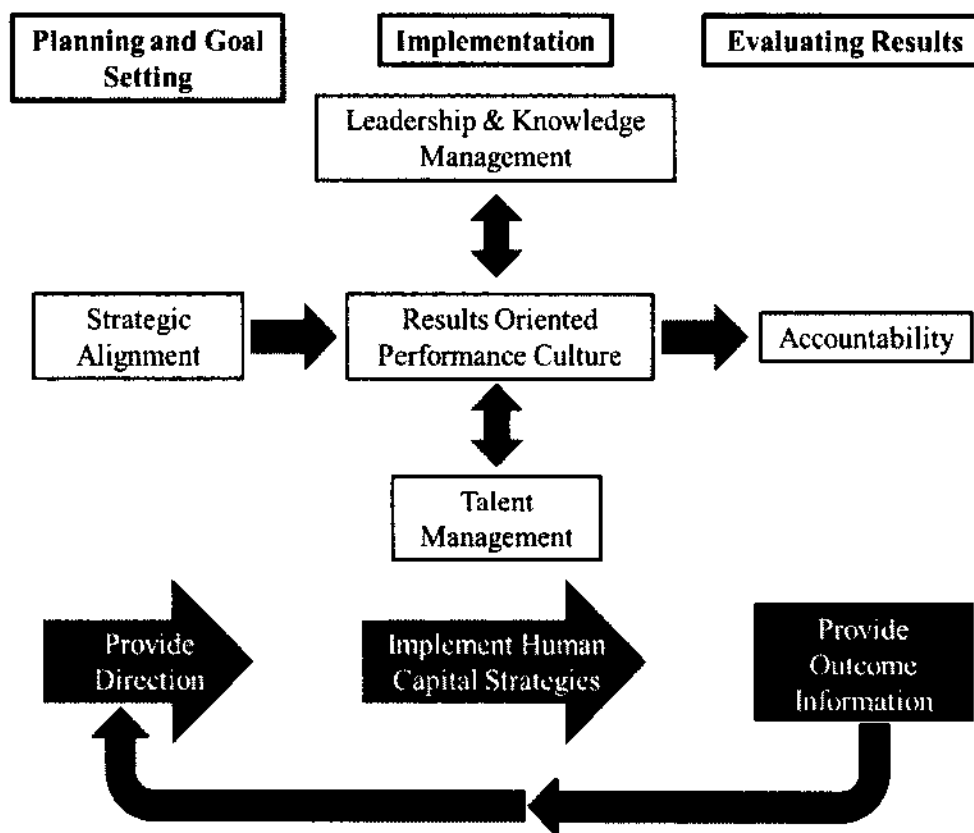 Planning and Goal
Setting
Implementation
Evaluating Results
Leadership & Knowledge
Management
Strategic
Alignment
Results Oriented
Performance Culture
Accountability
Talent
Management
Provide
Direction
Implement Human
Capital Strategies
Provide
Outcome
Information